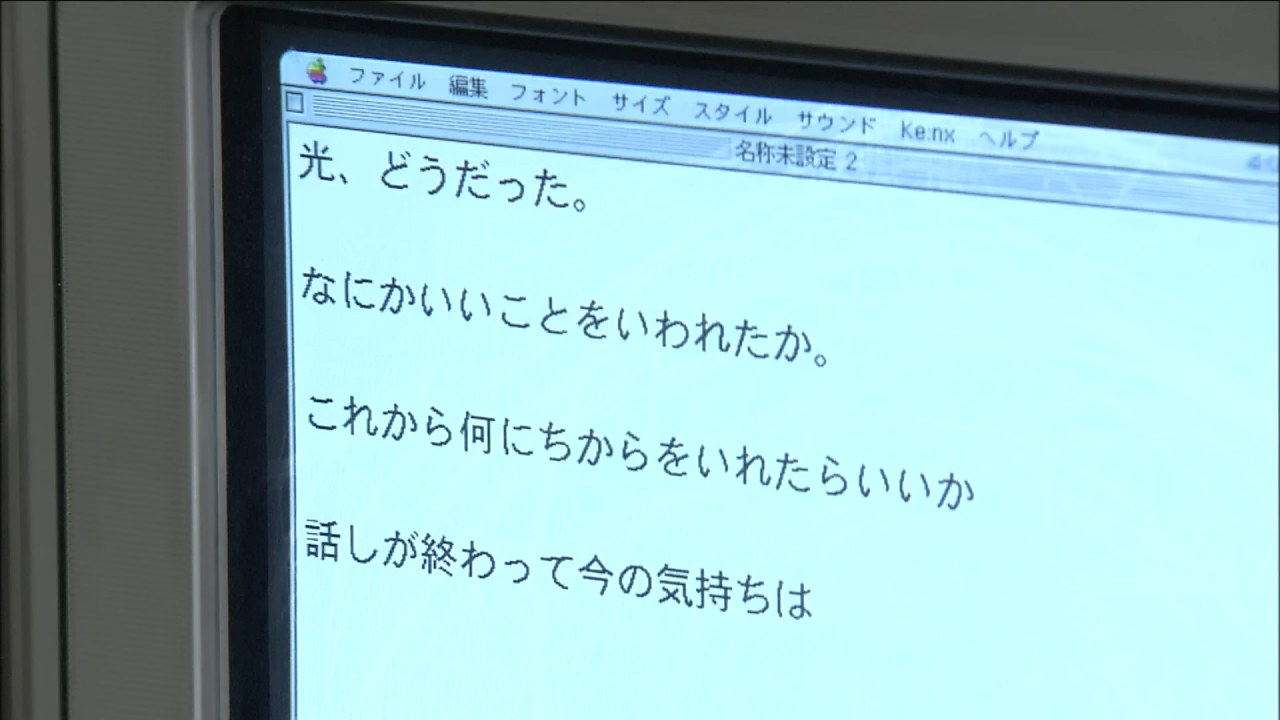 ファイル 編集 フォント サイズ スタイル サウンド Ke:nx ヘルプ
名称未設定 2
光、どうだった。
なにかいいことをいわれたか。
これから何にちからをいれたらいいか
話しが終わって今の気持ちは